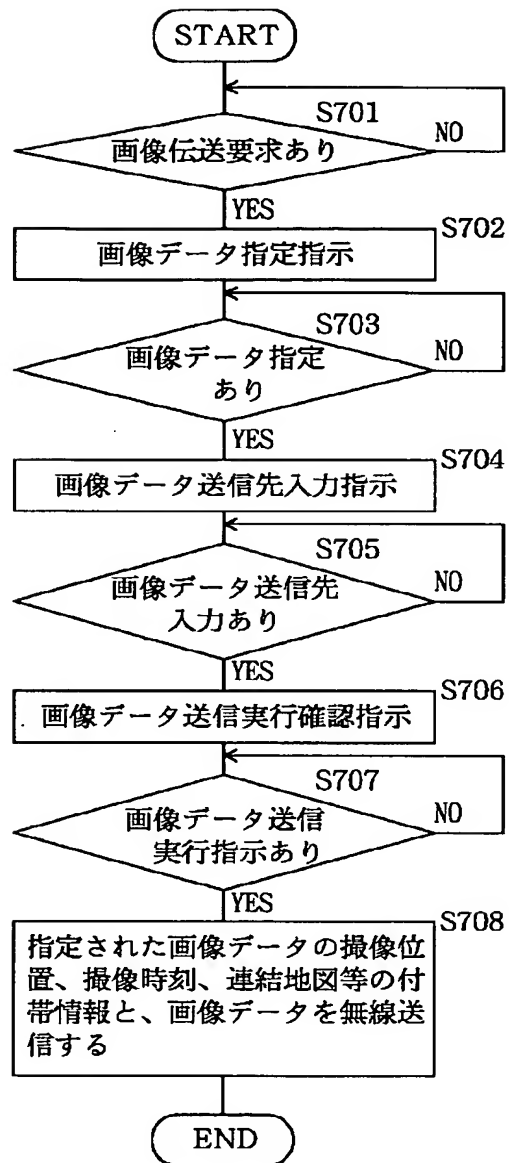 START
S701
画像伝送要求あり
NO
YES
S702
画像データ指定指示
S703
画像データ指定
あり
NO
YES
S704
画像データ送信先入力指示
S705
画像データ送信先
入力あり
NO
YES
S706
画像データ送信実行確認指示
S707
画像データ送信
実行指示あり
NO
YES
S708
指定された画像データの撮像位
置、撮像時刻、連結地図等の付
帯情報と、画像データを無線送
信する
END